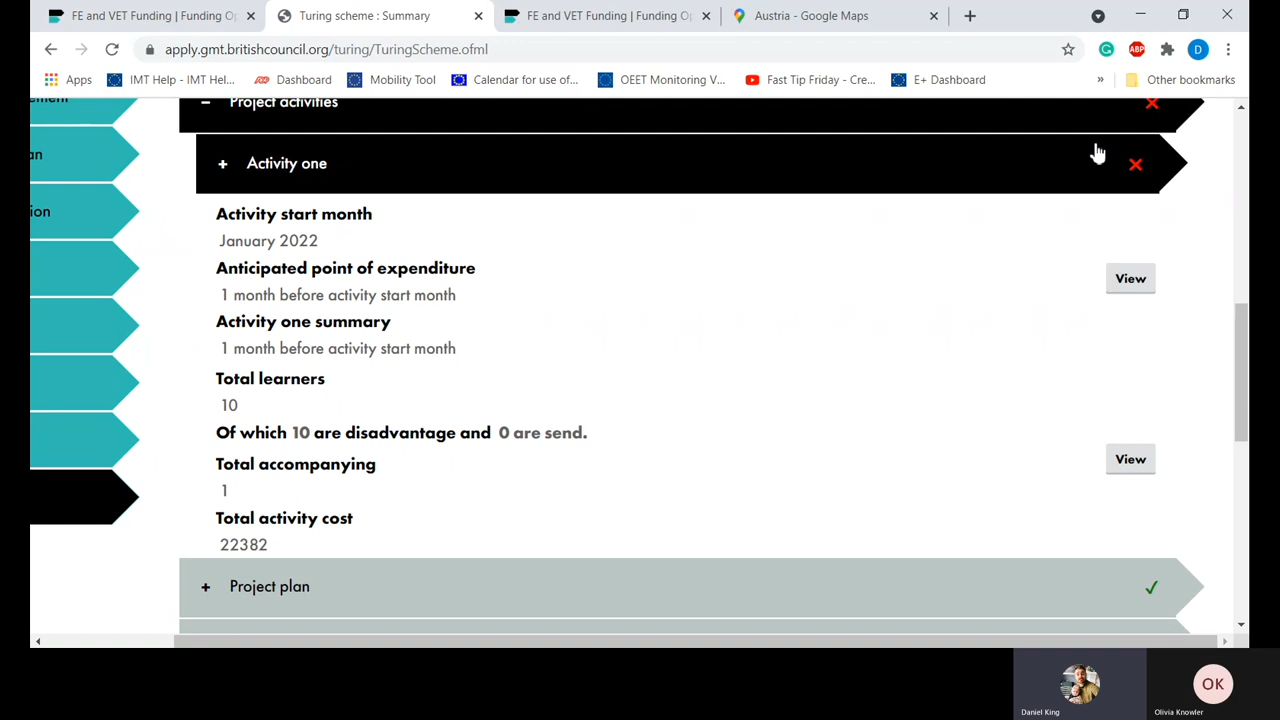 FE and VET Funding | Funding Op
Turing scheme : Summary
FE and VET Funding | Funding Op
Austria - Google Maps
apply.gmt.britishcouncil.org/turing/TuringScheme.ofml
ABP
D
Apps
IMT Help - IMT Hel...
Dashboard
Mobility Tool
Calendar for use of...
OEET Monitoring V...
Fast Tip Friday - Cre...
E+ Dashboard
»
Other bookmarks
Project activities
Activity one
an
ion
Activity start month
January 2022
Anticipated point of expenditure
View
1 month before activity start month
Activity one summary
1 month before activity start month
Total learners
10
Of which 10 are disadvantage and 0 are send.
Total accompanying
View
1
Total activity cost
22382
Project plan
OK
Daniel King
Olivia Knowler